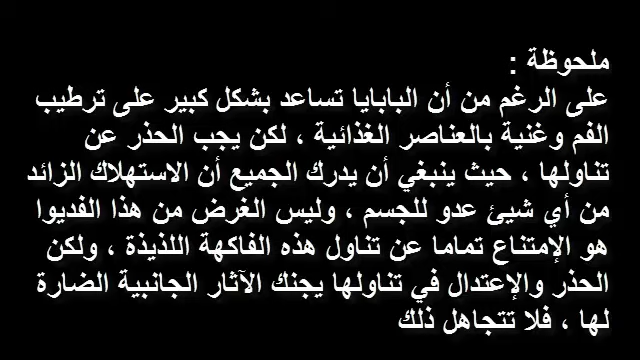 ملحوظة :
على الرغم من أن البابايا تساعد بشكل كبير على ترطيب
الفم وغنية بالعناصر الغذائية ، لكن يجب الحذر عن
تناولها ، حيث ينبغي أن يدرك الجميع أن الاستهلاك الزائد
من أي شيئ عدو للجسم ، وليس الغرض من هذا الفديوا
هو الإمتناع تماما عن تناول هذه الفاكهة اللذيذة ، ولكن
الحذر والإعتدال في تناولها يجنك الآثار الجانبية الضارة
لها ، فلا تتجاهل ذلك